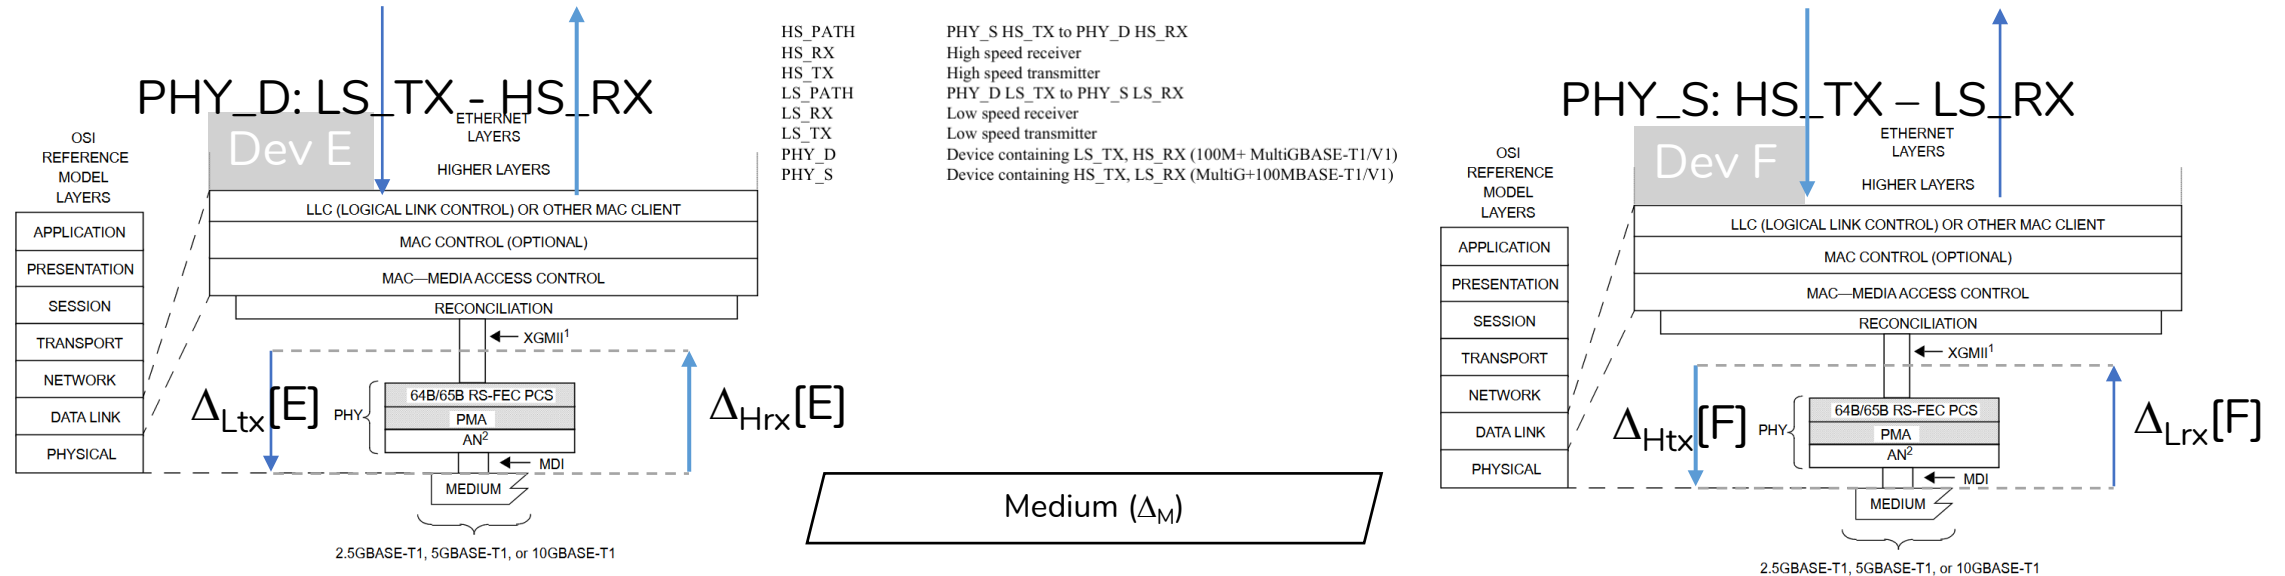 PHY_D: LS_TX - HS_RX
Dev E
ETHERNET
LAYERS
HIGHER LAYERS
OSI
REFERENCE
MODEL
LAYERS
APPLICATION
PRESENTATION
SESSION
TRANSPORT
NETWORK
DATA LINK
PHYSICAL
LLC (LOGICAL LINK CONTROL) OR OTHER MAC CLIENT
MAC CONTROL (OPTIONAL)
MAC—MEDIA ACCESS CONTROL
RECONCILIATION
XGMII1
ΔLtx[E]
PHY
64B/65B RS-FEC PCS
PMA
AN2
ΔHrx[E]
MDI
MEDIUM
2.5GBASE-T1, 5GBASE-T1, or 10GBASE-T1
HS_PATH PHY_S HS_TX to PHY_D HS_RX
HS_RX High speed receiver
HS_TX High speed transmitter
LS_PATH PHY_D LS_TX to PHY_S LS_RX
LS_RX Low speed receiver
LS_TX Low speed transmitter
PHY_D Device containing LS_TX, HS_RX (100M+ MultiGBASE-T1/V1)
PHY_S Device containing HS_TX, LS_RX (MultiG+100MBASE-T1/V1)
Medium (ΔM)
PHY_S: HS_TX – LS_RX
Dev F
ETHERNET
LAYERS
HIGHER LAYERS
OSI
REFERENCE
MODEL
LAYERS
APPLICATION
PRESENTATION
SESSION
TRANSPORT
NETWORK
DATA LINK
PHYSICAL
LLC (LOGICAL LINK CONTROL) OR OTHER MAC CLIENT
MAC CONTROL (OPTIONAL)
MAC—MEDIA ACCESS CONTROL
RECONCILIATION
XGMII1
ΔHtx[F]
PHY
64B/65B RS-FEC PCS
PMA
AN2
ΔLrx[F]
MDI
MEDIUM
2.5GBASE-T1, 5GBASE-T1, or 10GBASE-T1